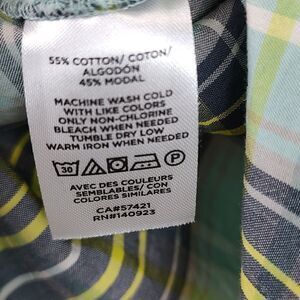 55% COTTON/ COTON/
ALGODÓN
45% MODAL
MACHINE WASH COLD
WITH LIKE COLORS
ONLY NON-CHLORINE
BLEACH WHEN NEEDED
TUMBLE DRY LOW
WARM IRON WHEN NEEDED
30 P
AVEC DES COULEURS
SEMBLABLES/ CON
COLORES SIMILARES
CA#57421
RN#140923